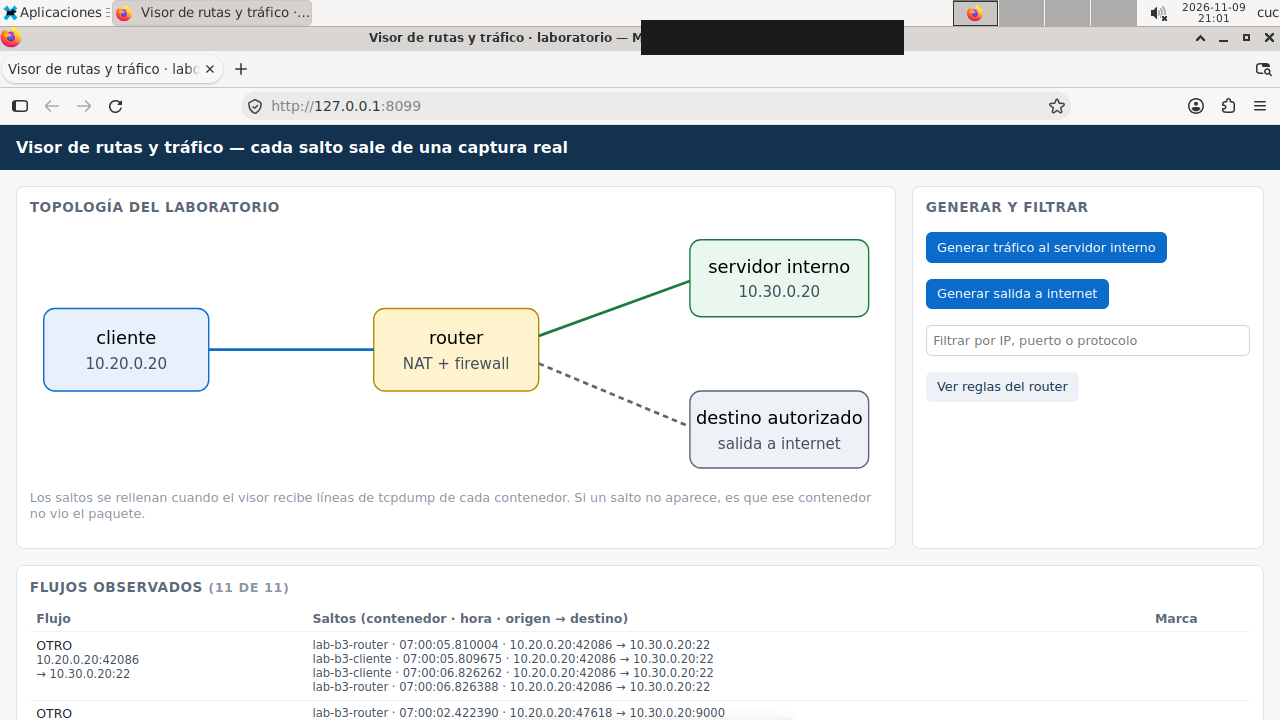 Aplicaciones
Visor de rutas y tráfico ·...
2026-11-09
21:01
cuc
Visor de rutas y tráfico · laboratorio —
Visor de rutas y tráfico · labo
http://127.0.0.1:8099
Visor de rutas y tráfico — cada salto sale de una captura real
TOPOLOGÍA DEL LABORATORIO
cliente
10.20.0.20
router
NAT + firewall
servidor interno
10.30.0.20
destino autorizado
salida a internet
Los saltos se rellenan cuando el visor recibe líneas de tcpdump de cada contenedor. Si un salto no aparece, es que ese contenedor
no vio el paquete.
GENERAR Y FILTRAR
Generar tráfico al servidor interno
Generar salida a internet
Filtrar por IP, puerto o protocolo
Ver reglas del router
FLUJOS OBSERVADOS (11 DE 11)
Flujo
Saltos (contenedor · hora · origen → destino)
Marca
OTRO
10.20.0.20:42086
→ 10.30.0.20:22
lab-b3-router · 07:00:05.810004 · 10.20.0.20:42086 → 10.30.0.20:22
lab-b3-cliente · 07:00:05.809675 · 10.20.0.20:42086 → 10.30.0.20:22
lab-b3-cliente · 07:00:06.826262 · 10.20.0.20:42086 → 10.30.0.20:22
lab-b3-router · 07:00:06.826388 · 10.20.0.20:42086 → 10.30.0.20:22
OTRO
lab-b3-router · 07:00:02.422390 · 10.20.0.20:47618 → 10.30.0.20:9000